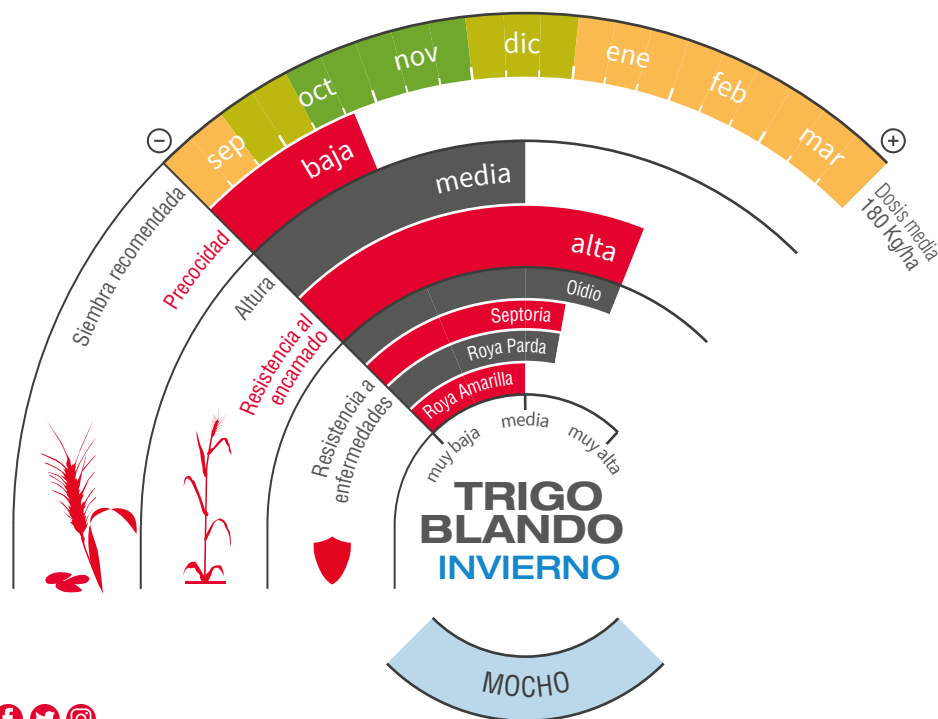 sep
oct
nov
dic
ene
feb
mar
−
+
Siembra recomendada
Dosis media
180 Kg/ha
Precocidad
baja
Altura
media
Resistencia al
encamado
alta
Resistencia a
enfermedades
Oídio
Septoria
Roya Parda
Roya Amarilla
muy baja
media
muy alta
TRIGO
BLANDO
INVIERNO
MOCHO